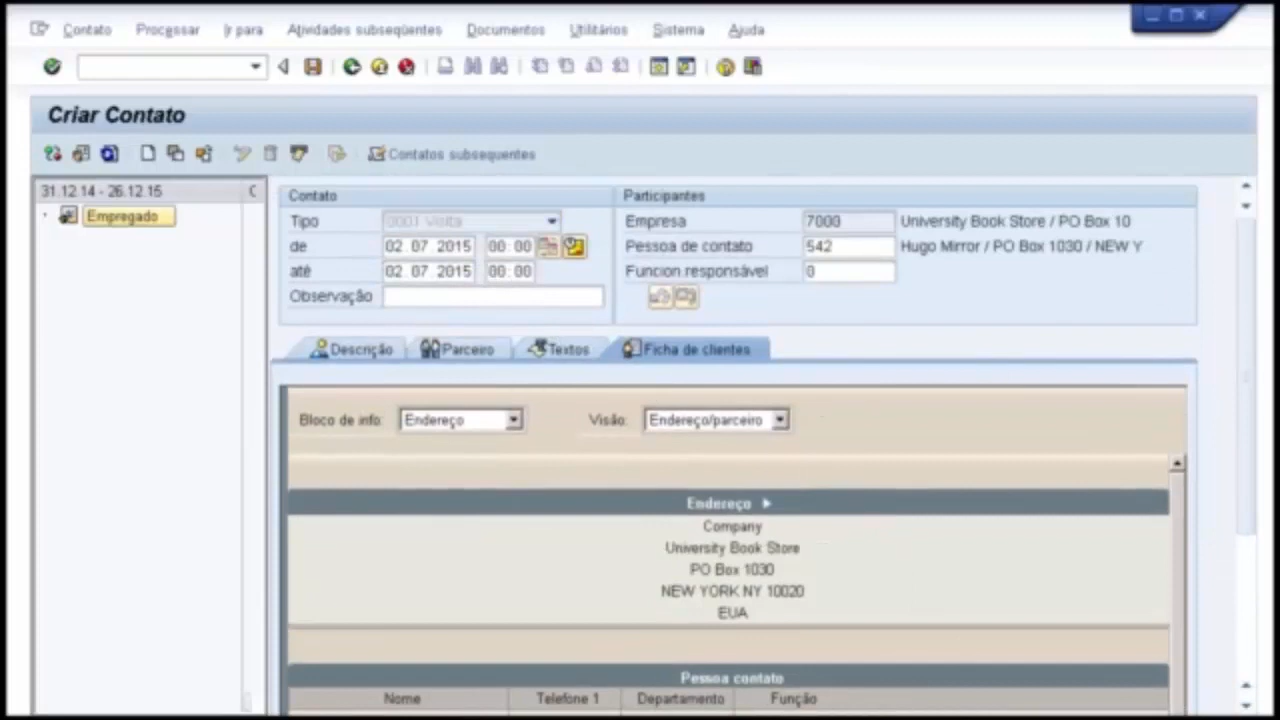 Contato Processar Ir para Atividades subseqüentes Documentos Utilitários Sistema Ajuda
Criar Contato
Contatos subsequentes
31.12.14 - 26.12.15 C
Empregado
Contato
Tipo 0001 Visita
de 02 07 2015 00:00
até 02 07 2015 00:00
Observação
Participantes
Empresa 7000 University Book Store / PO Box 10
Pessoa de contato 542 Hugo Mirror / PO Box 1030 / NEW Y
Funcion responsável 0
Descrição Parceiro Textos Ficha de clientes
Bloco de info: Endereço Visão: Endereço/parceiro
Endereço
Company
University Book Store
PO Box 1030
NEW YORK NY 10020
EUA
Pessoa contato
Nome Telefone 1 Departamento Função